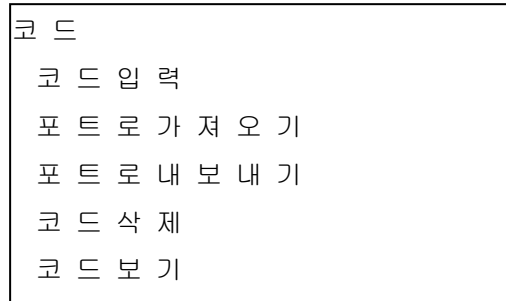 코 드
코 드 입 력
포 트 로 가 져 오 기
포 트 로 내 보 내 기
코 드 삭 제
코 드 보 기